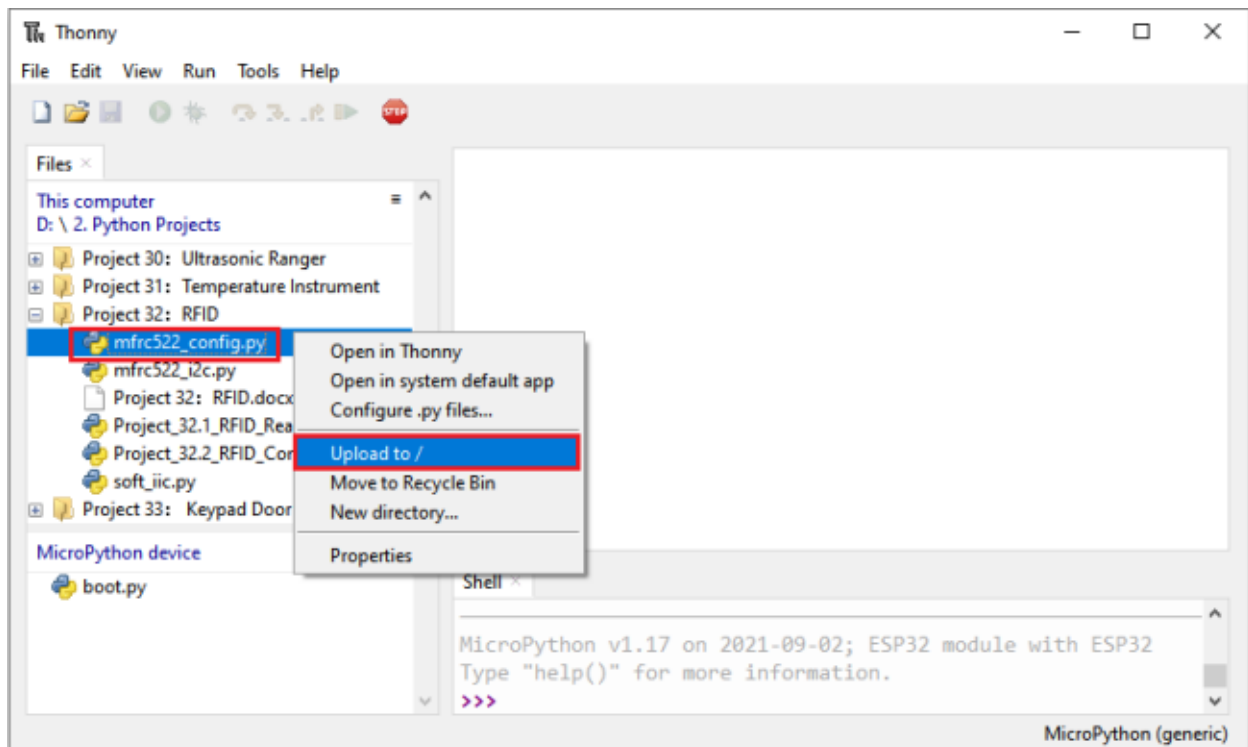 Thonny
File Edit View Run Tools Help
STOP
Files ×
This computer
D: \ 2. Python Projects
Project 30：Ultrasonic Ranger
Project 31：Temperature Instrument
Project 32：RFID
mfrc522_config.py
mfrc522_i2c.py
Project 32：RFID.docx
Project_32.1_RFID_Rea
Project_32.2_RFID_Cor
soft_iic.py
Project 33：Keypad Door
Open in Thonny
Open in system default app
Configure .py files...
Upload to /
Move to Recycle Bin
New directory...
Properties
MicroPython device
boot.py
Shell ×
MicroPython v1.17 on 2021-09-02; ESP32 module with ESP32
Type "help()" for more information.
>>>
MicroPython (generic)